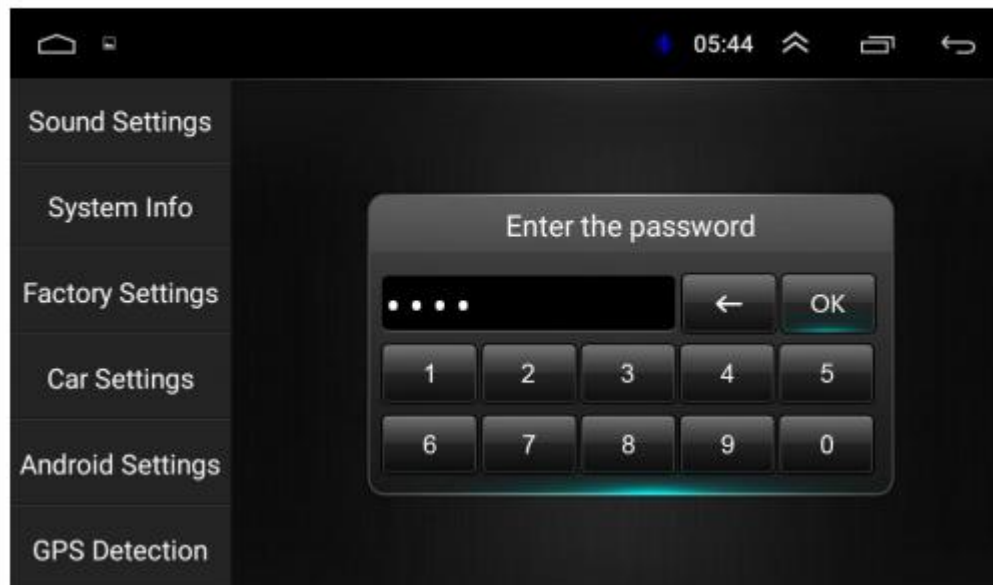 05:44
Sound Settings
System Info
Factory Settings
Car Settings
Android Settings
GPS Detection
Enter the password
OK
1 2 3 4 5
6 7 8 9 0